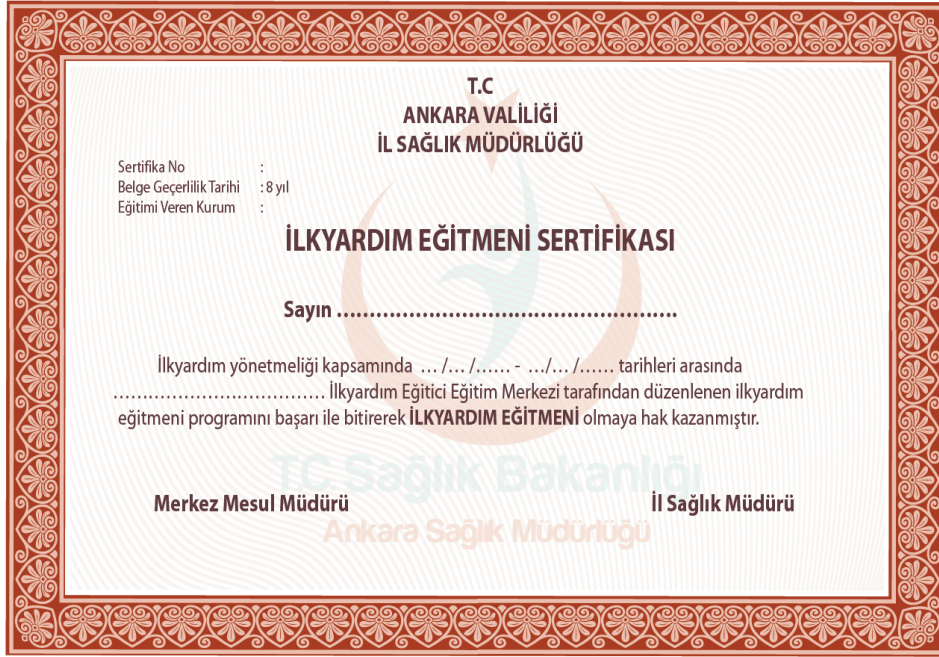 T.C
ANKARA VALİLİĞİ
İL SAĞLIK MÜDÜRLÜĞÜ
Sertifika No :
Belge Geçerlilik Tarihi : 8 yıl
Eğitimi Veren Kurum :
İLKYARDIM EĞİTMENİ SERTİFİKASI
Sayın ....................................................
İlkyardım yönetmeliği kapsamında … /… /…… - …/… /…… tarihleri arasında
………………………………. İlkyardım Eğitici Eğitim Merkezi tarafından düzenlenen ilkyardım
eğitmeni programını başarı ile bitirerek İLKYARDIM EĞİTMENİ olmaya hak kazanmıştır.
TC Sağlık Bakanlığı
Merkez Mesul Müdürü İl Sağlık Müdürü
Ankara Sağlık Müdürlüğü